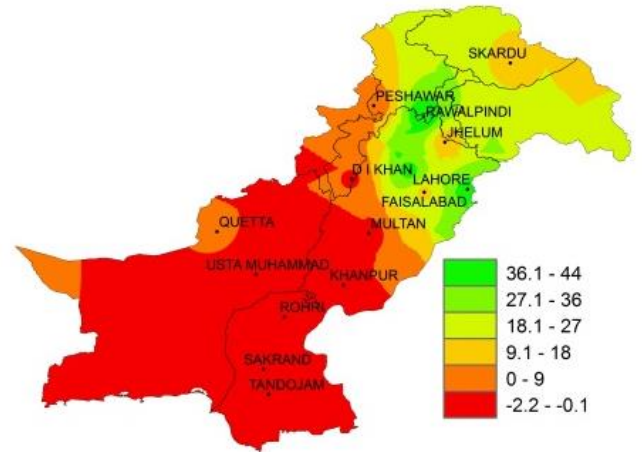 SKARDU
PESHAWAR
RAWALPINDI
JHELUM
D I KHAN
LAHORE
FAISALABAD
QUETTA
MULTAN
USTA MUHAMMAD
KHANPUR
ROHRI
SAKRAND
TANDOJAM
36.1 - 44
27.1 - 36
18.1 - 27
9.1 - 18
0 - 9
-2.2 - -0.1